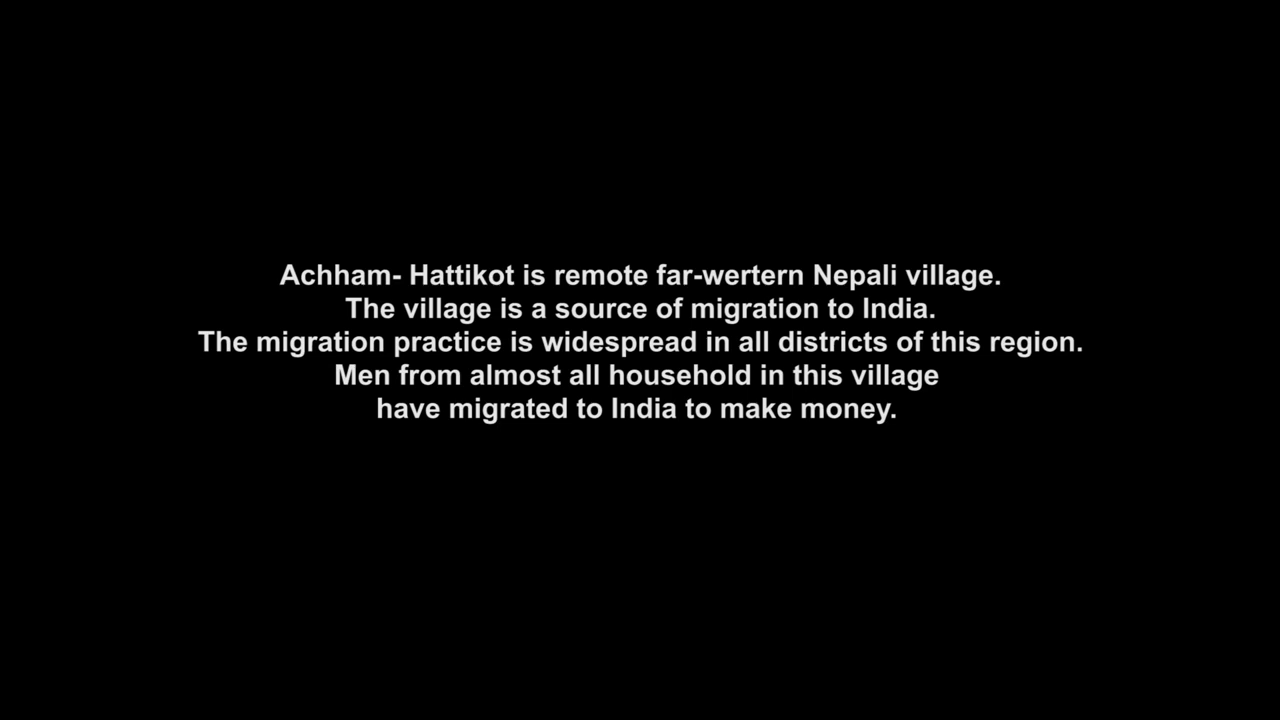 Achham- Hattikot is remote far-wertern Nepali village.
The village is a source of migration to India.
The migration practice is widespread in all districts of this region.
Men from almost all household in this village
have migrated to India to make money.